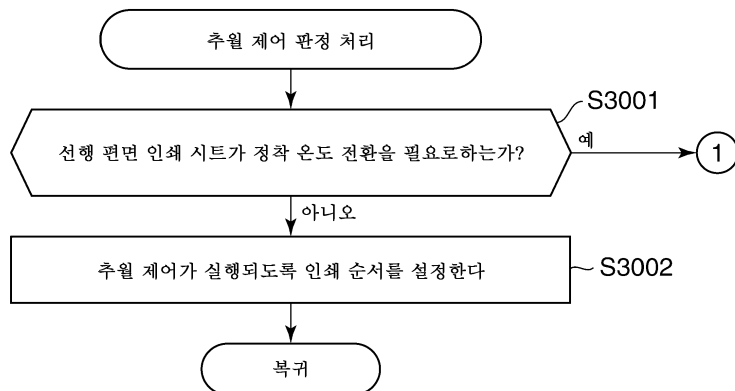 추월 제어 판정 처리
S3001
선행 편면 인쇄 시트가 정착 온도 전환을 필요로하는가?
예
1
아니오
추월 제어가 실행되도록 인쇄 순서를 설정한다
S3002
복귀